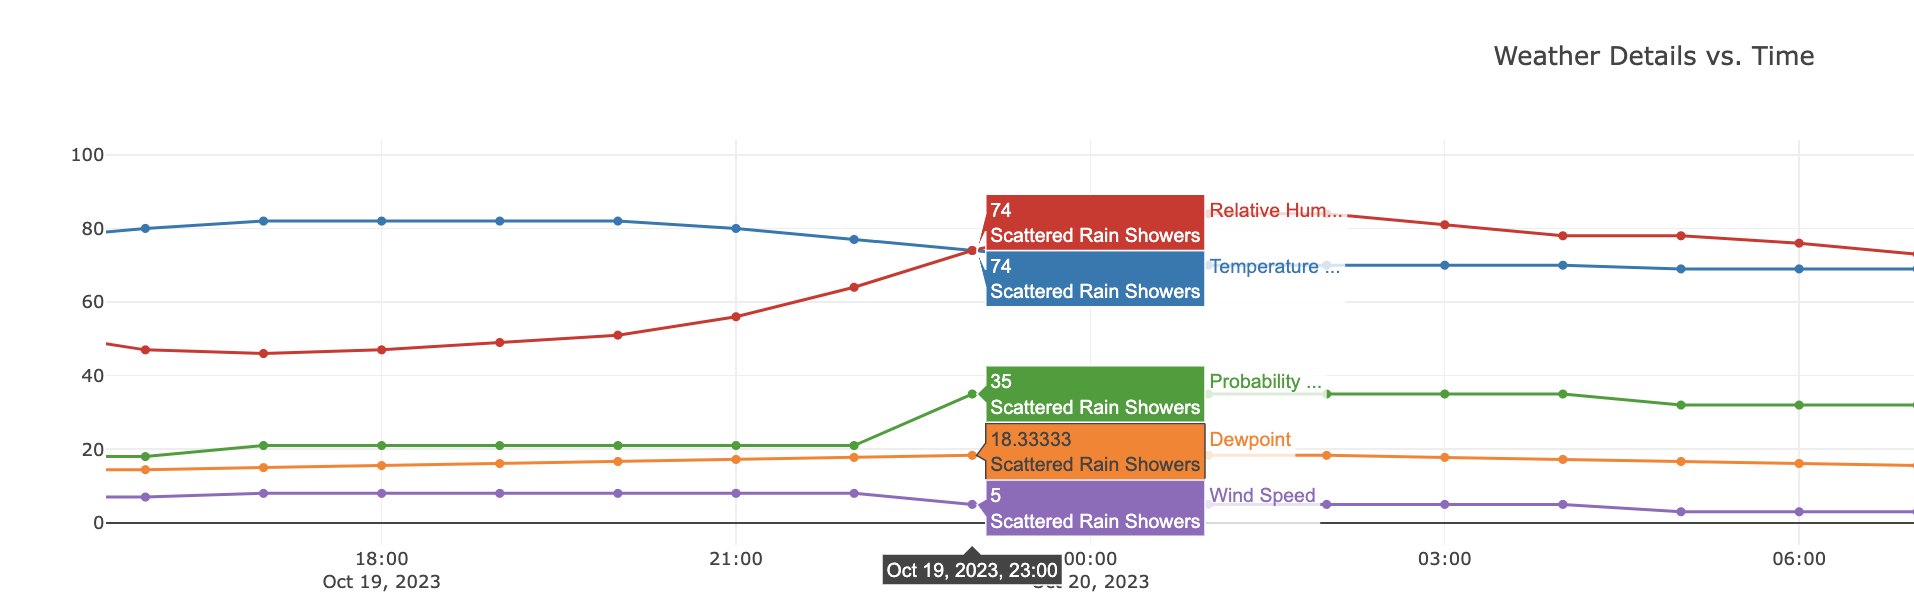 Weather Details vs. Time
100
80
60
40
20
0
74
Scattered Rain Showers
Relative Hum...
74
Scattered Rain Showers
Temperature ...
35
Scattered Rain Showers
Probability ...
18.33333
Scattered Rain Showers
Dewpoint
5
Scattered Rain Showers
Wind Speed
18:00
Oct 19, 2023
21:00
Oct 19, 2023, 23:00
00:00
20, 2023
03:00
06:00